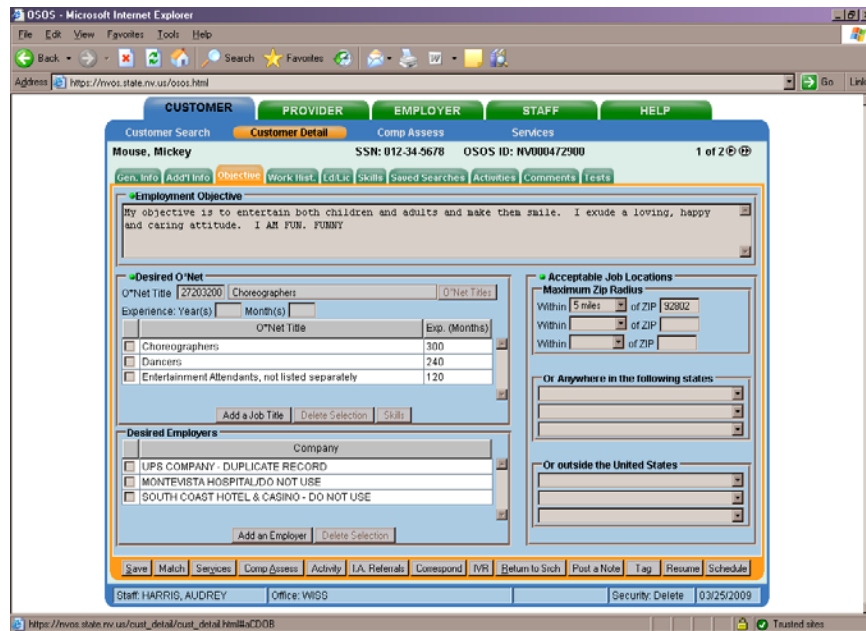 OSOS - Microsoft Internet Explorer
File Edit View Favorites Tools Help
Back Search Favorites
Address https://nvos.state.nv.us/osos.html Go Link
CUSTOMER PROVIDER EMPLOYER STAFF HELP
Customer Search Customer Detail Comp Assess Services
Mouse, Mickey SSN: 012-34-5678 OSOS ID: NV000472900 1 of 2
Gen. Info Add'l Info Objective Work Hist. Ed/Lic Skills Saved Searches Activities Comments Tests
Employment Objective
My objective is to entertain both children and adults and make them smile. I exude a loving, happy
and caring attitude. I AM FUN. FUNNY
Desired O*Net
O*Net Title 27203200 Choreographers O*Net Titles
Experience: Year(s) Month(s)
O*Net Title Exp. (Months)
Choreographers 300
Dancers 240
Entertainment Attendants, not listed separately 120
Add a Job Title Delete Selection Skills
Desired Employers
Company
UPS COMPANY - DUPLICATE RECORD
MONTEVISTA HOSPITAL/DO NOT USE
SOUTH COAST HOTEL & CASINO - DO NOT USE
Add an Employer Delete Selection
Acceptable Job Locations
Maximum Zip Radius
Within 5 miles of ZIP 92802
Within of ZIP
Within of ZIP
Or Anywhere in the following states
Or outside the United States
Save Match Services Comp Assess Activity I.A. Referrals Correspond IVR Return to Srch Post a Note Tag Resume Schedule
Staff: HARRIS, AUDREY Office: WISS Security: Delete 03/25/2009
https://nvos.state.nv.us/cust_detail/cust_detail.html#aCDOB Trusted sites